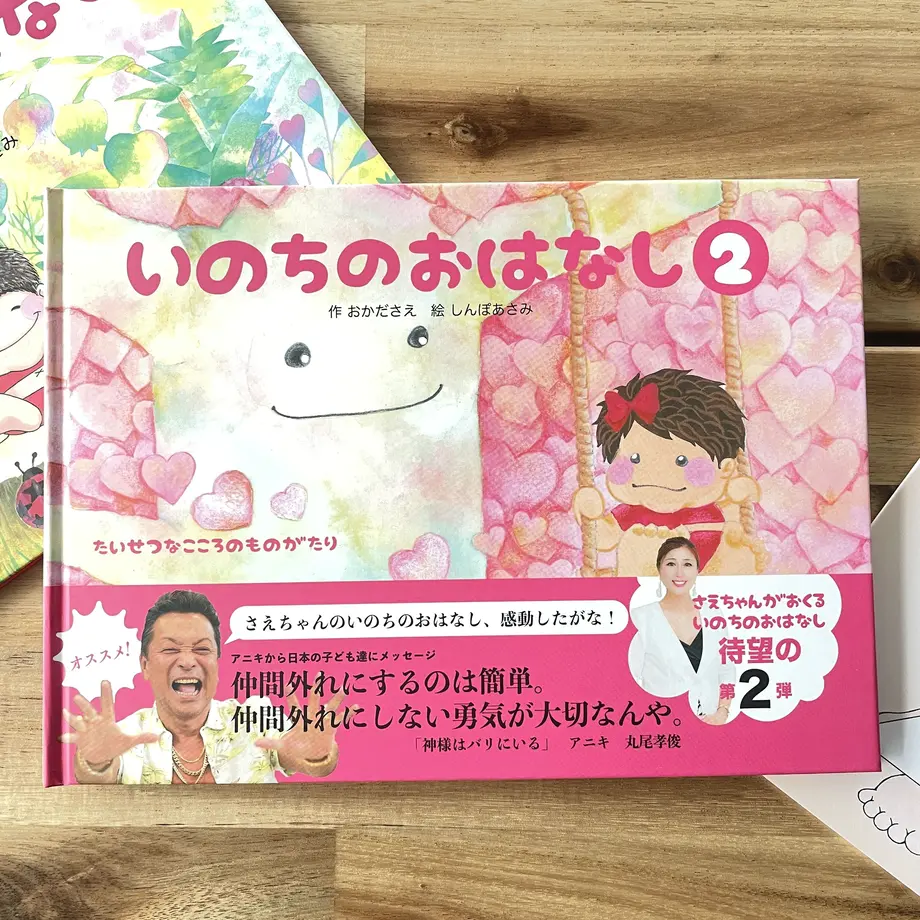 な
み
いのちのおはなし2
作 おかださえ 絵 しんぽあさみ
たいせつなこころのものがたり
オススメ!
さえちゃんのいのちのおはなし、感動したがな！
アニキから日本の子ども達にメッセージ
仲間外れにするのは簡単。
仲間外れにしない勇気が大切なんや。
「神様はバリにいる」 アニキ 丸尾孝俊
さえちゃんがおくる
いのちのおはなし
待望の
第2弾